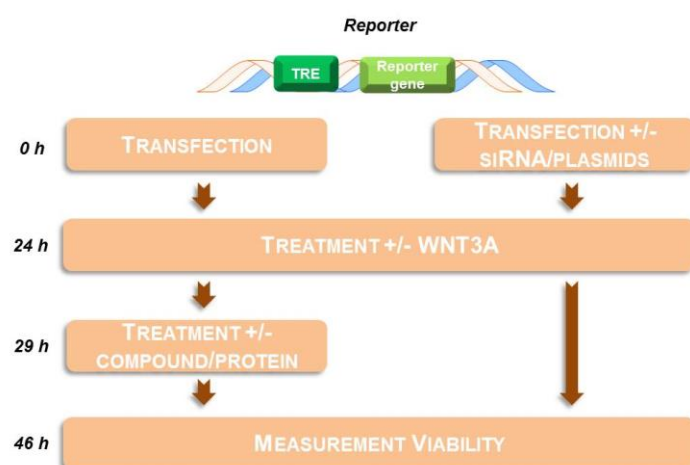 Reporter
TRE
Reporter
gene
0 h
TRANSFECTION
TRANSFECTION +/-
siRNA/PLASMIDS
24 h
TREATMENT +/- WNT3A
29 h
TREATMENT +/-
COMPOUND/PROTEIN
46 h
MEASUREMENT VIABILITY